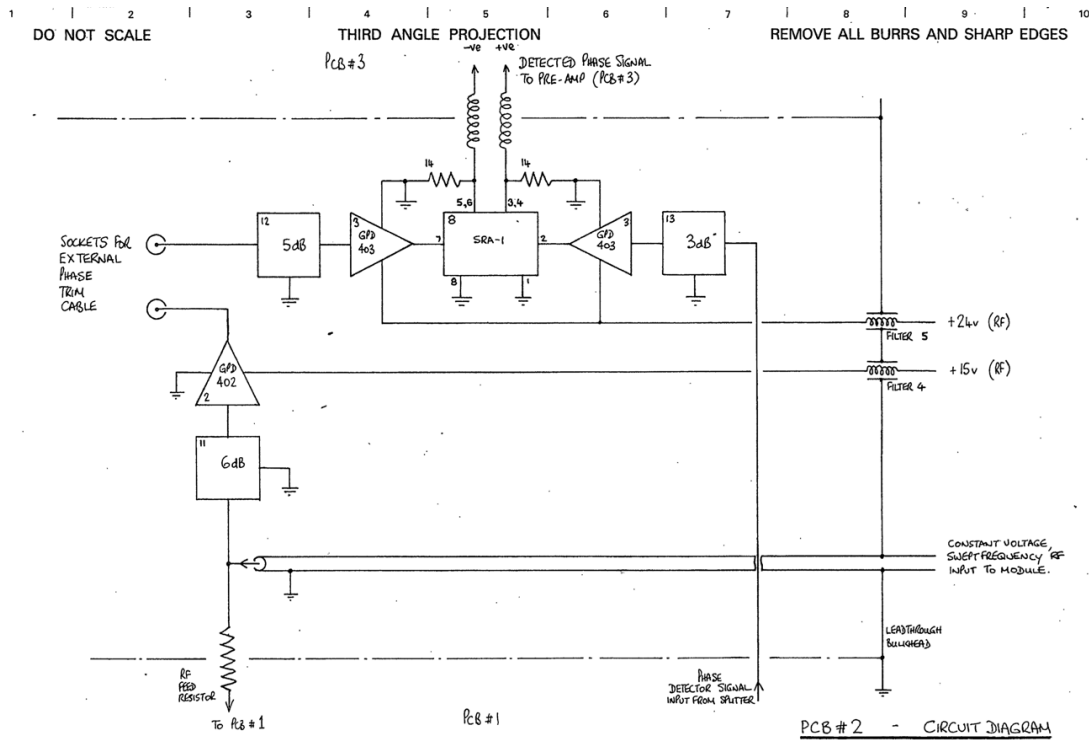 1 2 3 4 5 6 7 8 9 10
DO NOT SCALE
THIRD ANGLE PROJECTION
REMOVE ALL BURRS AND SHARP EDGES
PCB#3
-ve +ve
DETECTED PHASE SIGNAL
TO PRE-AMP (PCB#3)
14
14
5,6
3,4
12
5dB
3
GPD
403
7
8
SRA-1
2
3
GPD
403
13
3dB
8
1
SOCKETS FOR
EXTERNAL
PHASE
TRIM
CABLE
+24v (RF)
FILTER 5
GPD
402
2
+15v (RF)
FILTER 4
11
6dB
CONSTANT VOLTAGE,
SWEPT FREQUENCY RF
INPUT TO MODULE.
LEADTHROUGH
BULKHEAD
RF
FEED
RESISTOR
TO PCB#1
PCB#1
PHASE
DETECTOR SIGNAL
INPUT FROM SPLITTER
PCB#2 - CIRCUIT DIAGRAM